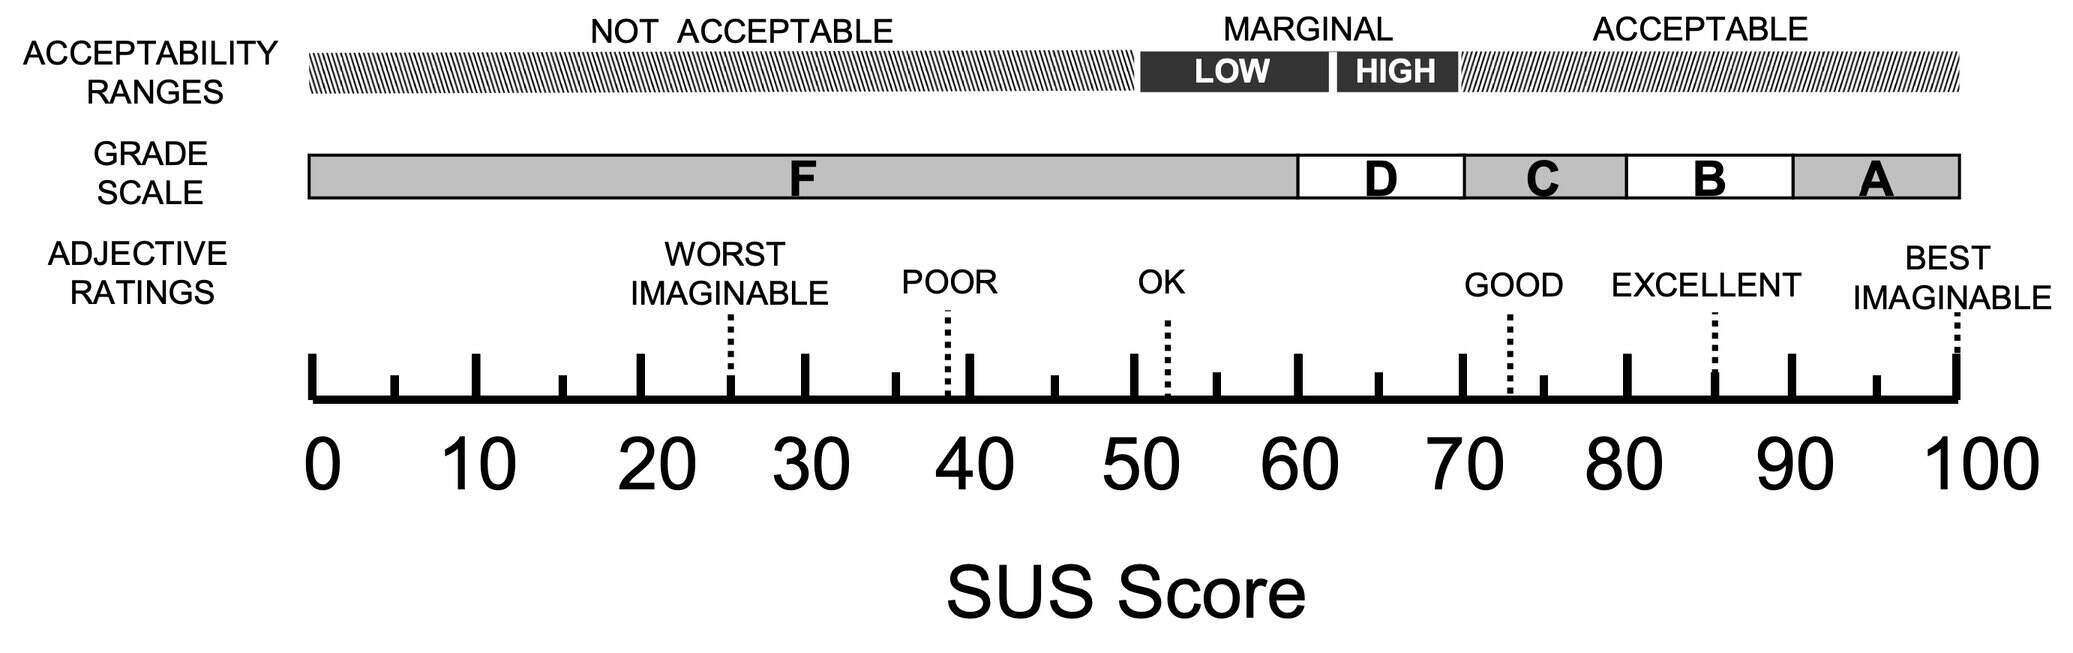 NOT ACCEPTABLE
MARGINAL
ACCEPTABLE
ACCEPTABILITY
RANGES
LOW
HIGH
GRADE
SCALE
F
D
C
B
A
ADJECTIVE
RATINGS
WORST
IMAGINABLE
POOR
OK
GOOD
EXCELLENT
BEST
IMAGINABLE
0 10 20 30 40 50 60 70 80 90 100
SUS Score